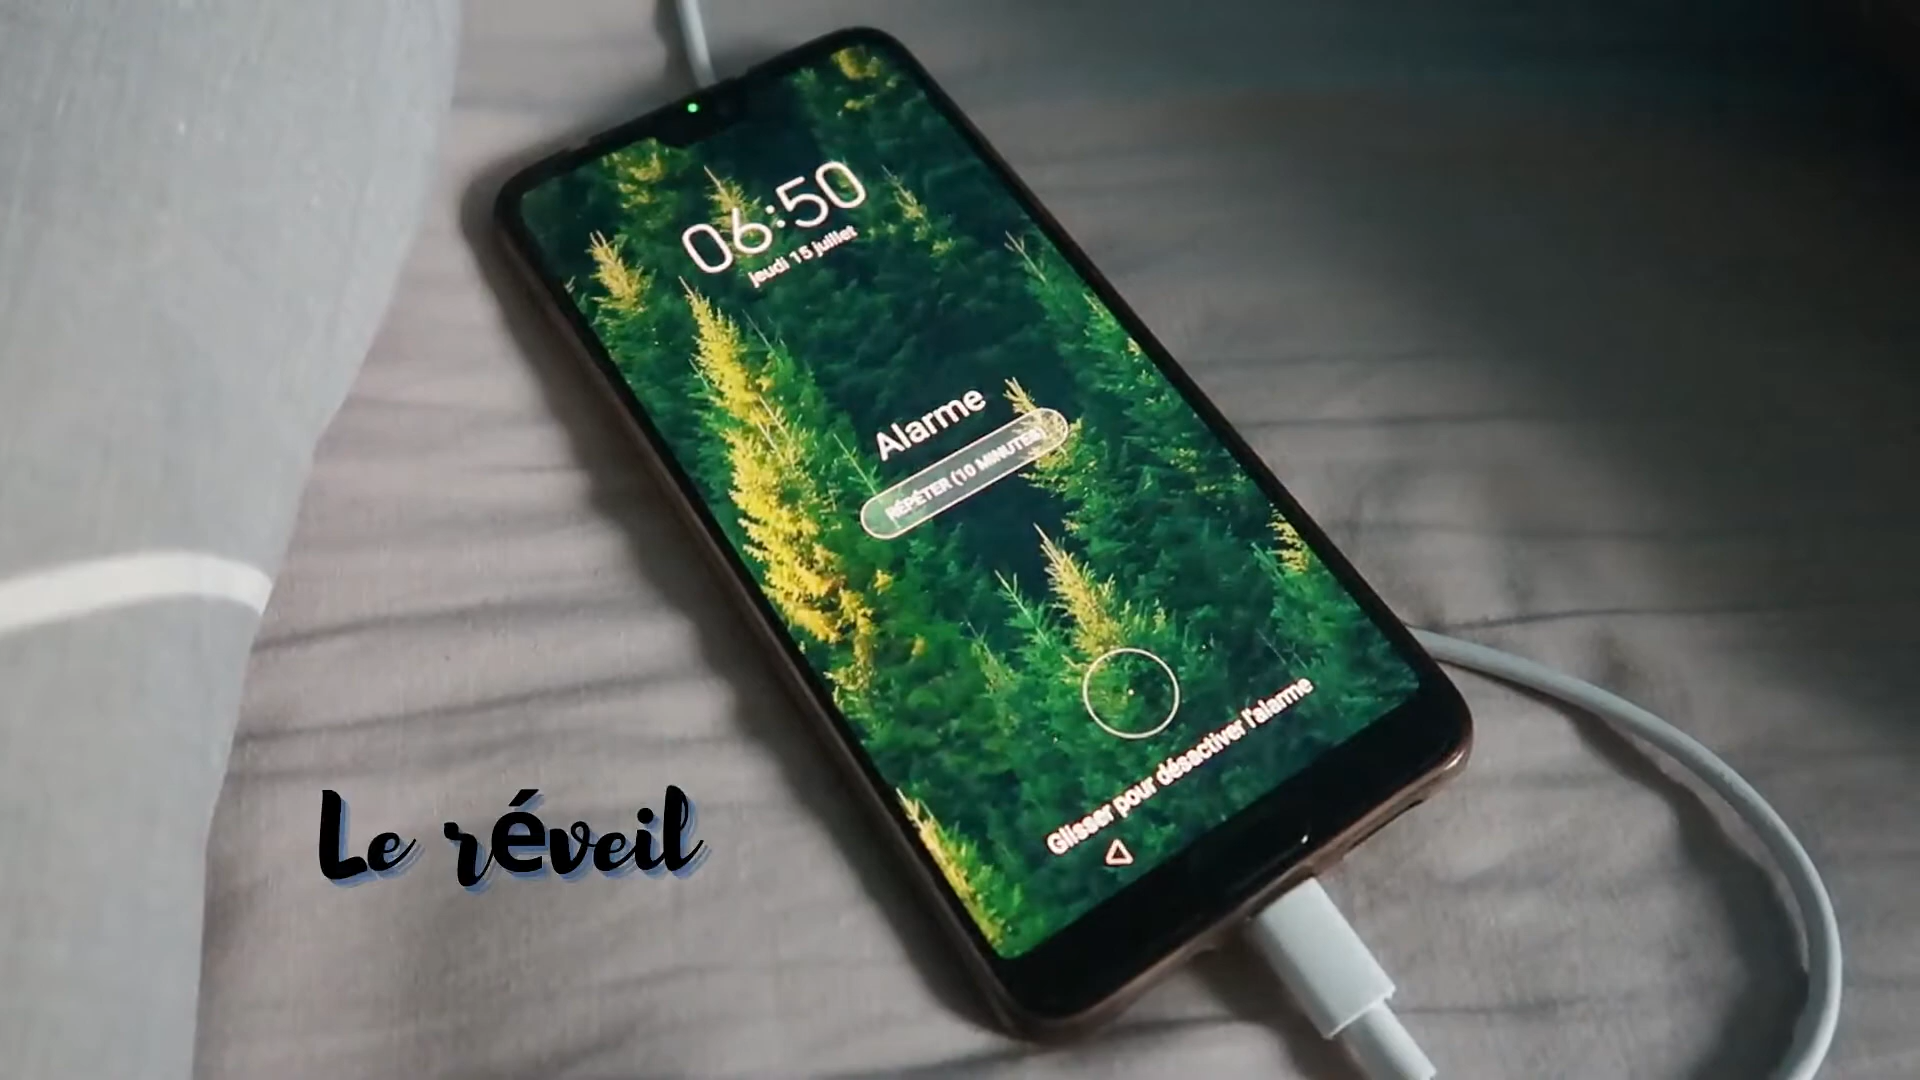 06:50
jeudi 15 juillet
Alarme
RÉPÉTER (10 MINUTES)
Glisser pour désactiver l'alarme
Le réveil